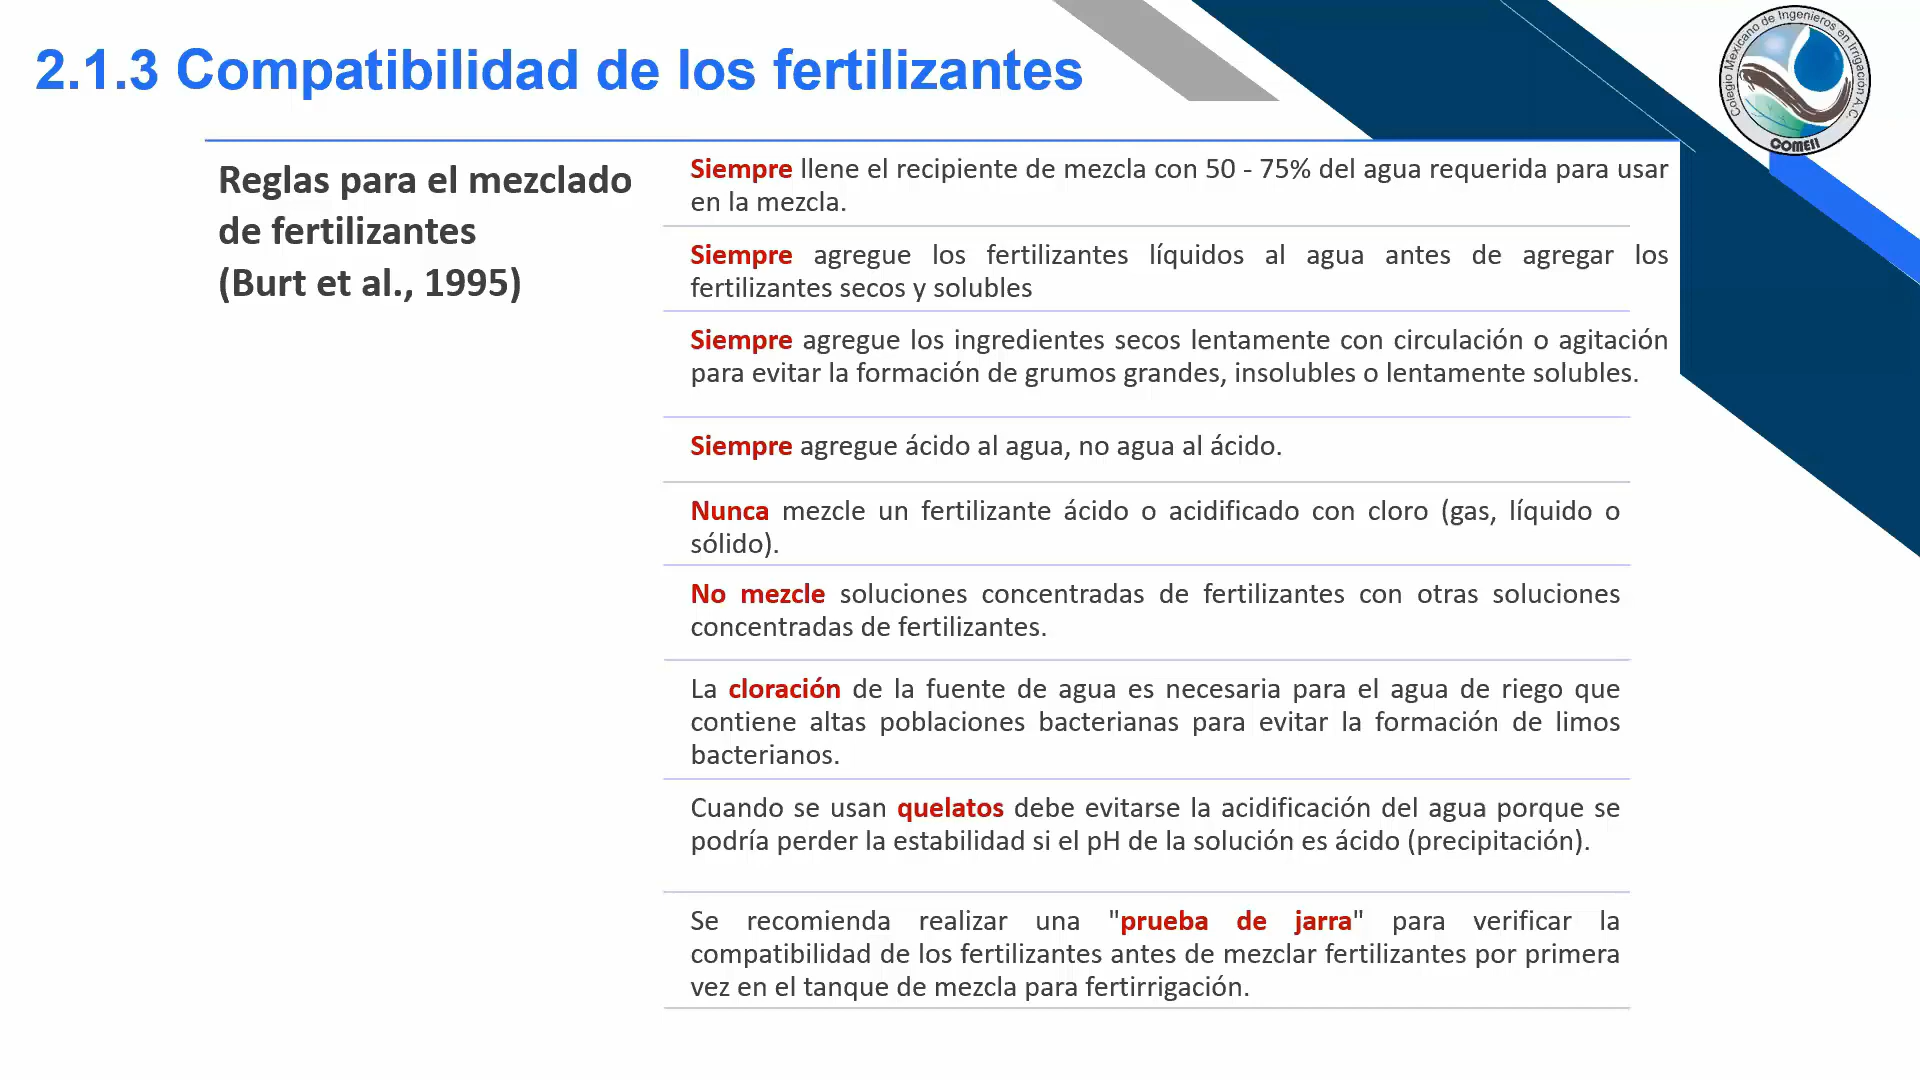 2.1.3 Compatibilidad de los fertilizantes
Colegio Mexicano de Ingenieros en Irrigación A.C.
COMEII
Reglas para el mezclado
de fertilizantes
(Burt et al., 1995)
Siempre llene el recipiente de mezcla con 50 - 75% del agua requerida para usar
en la mezcla.
Siempre agregue los fertilizantes líquidos al agua antes de agregar los
fertilizantes secos y solubles
Siempre agregue los ingredientes secos lentamente con circulación o agitación
para evitar la formación de grumos grandes, insolubles o lentamente solubles.
Siempre agregue ácido al agua, no agua al ácido.
Nunca mezcle un fertilizante ácido o acidificado con cloro (gas, líquido o
sólido).
No mezcle soluciones concentradas de fertilizantes con otras soluciones
concentradas de fertilizantes.
La cloración de la fuente de agua es necesaria para el agua de riego que
contiene altas poblaciones bacterianas para evitar la formación de limos
bacterianos.
Cuando se usan quelatos debe evitarse la acidificación del agua porque se
podría perder la estabilidad si el pH de la solución es ácido (precipitación).
Se recomienda realizar una "prueba de jarra" para verificar la
compatibilidad de los fertilizantes antes de mezclar fertilizantes por primera
vez en el tanque de mezcla para fertirrigación.